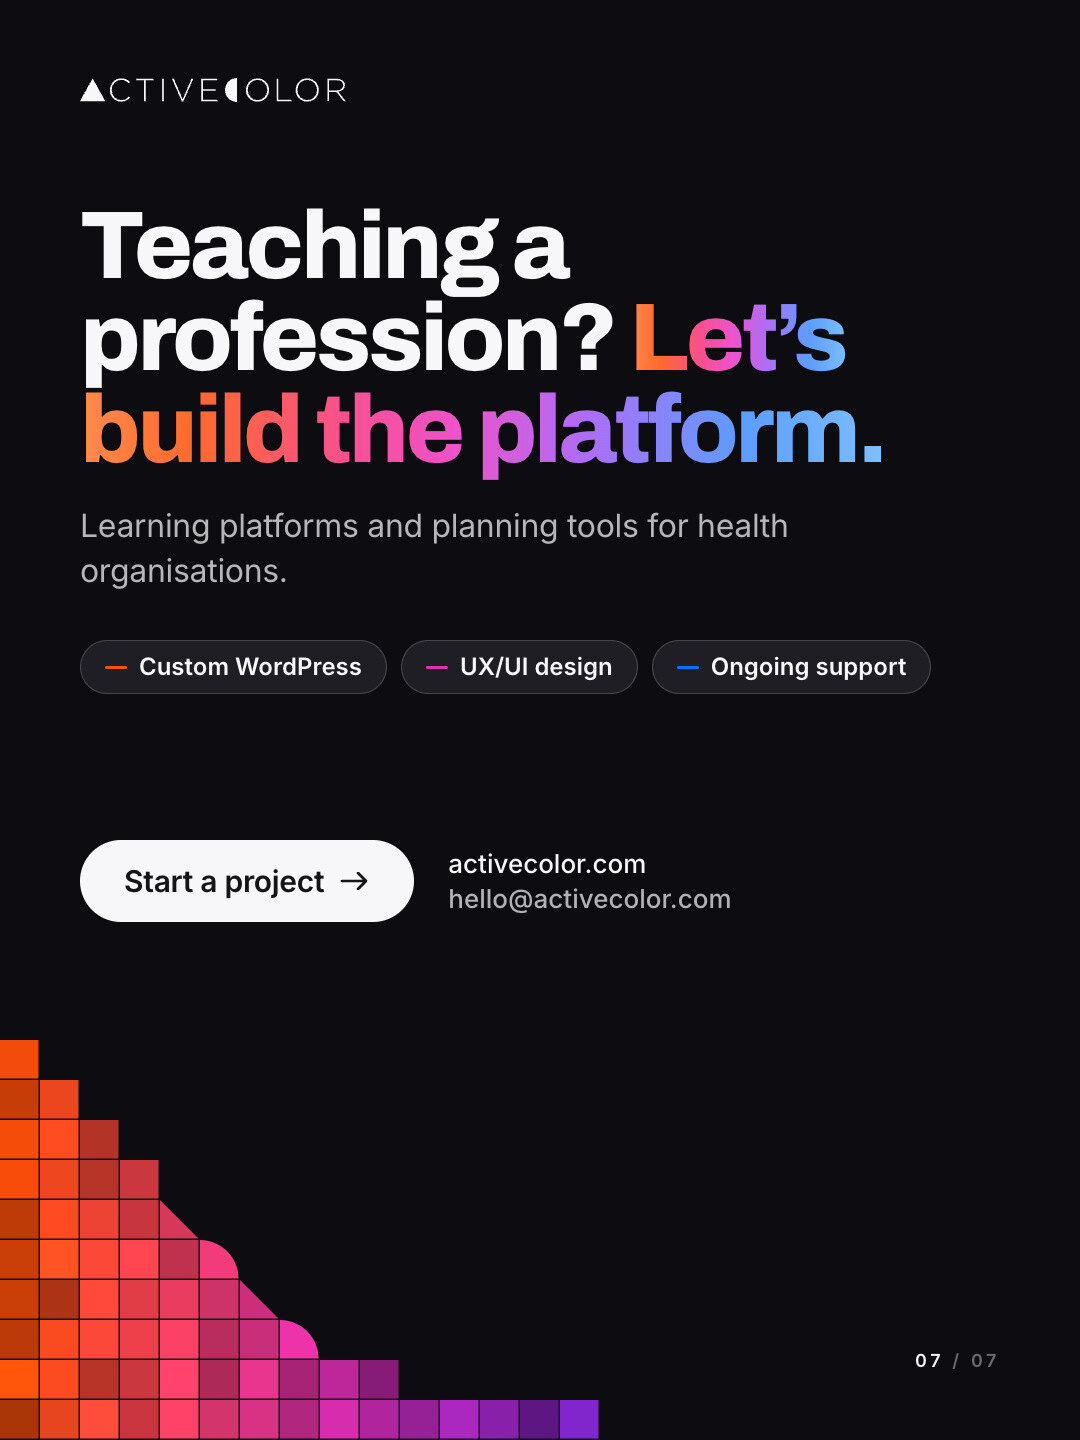 ACTIVECOLOR
Teaching a
profession? Let’s
build the platform.
Learning platforms and planning tools for health
organisations.
Custom WordPress
UX/UI design
Ongoing support
Start a project →
activecolor.com
hello@activecolor.com
07 / 07